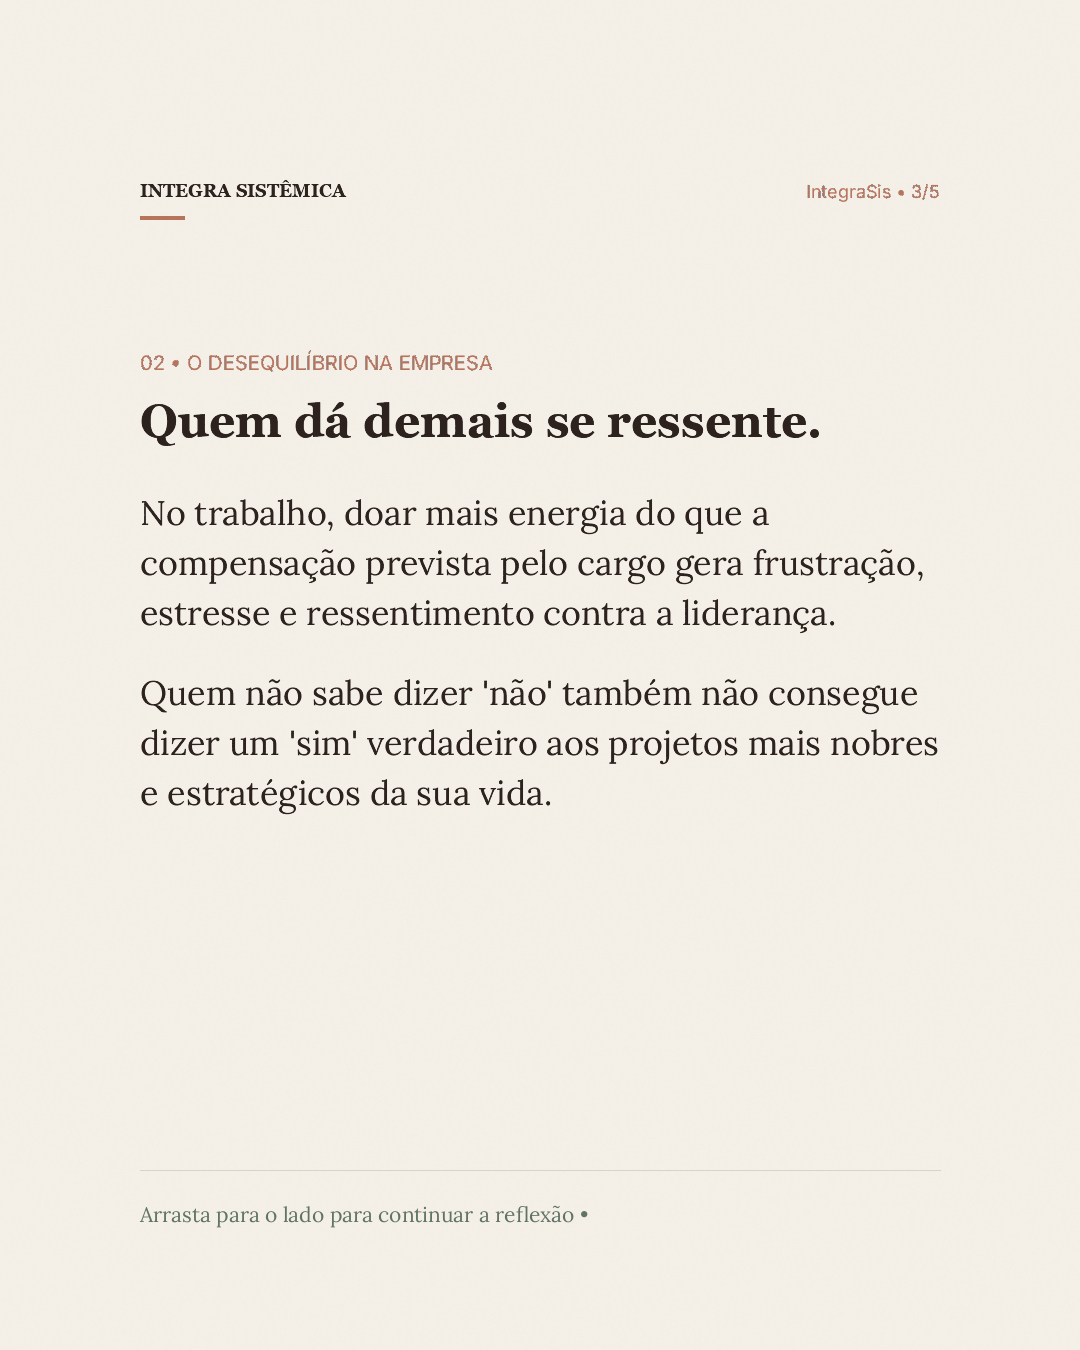 INTEGRA SISTÊMICA
IntegraSis • 3/5
02 • O DESEQUILÍBRIO NA EMPRESA
Quem dá demais se ressente.
No trabalho, doar mais energia do que a
compensação prevista pelo cargo gera frustração,
estresse e ressentimento contra a liderança.
Quem não sabe dizer 'não' também não consegue
dizer um 'sim' verdadeiro aos projetos mais nobres
e estratégicos da sua vida.
Arrasta para o lado para continuar a reflexão •